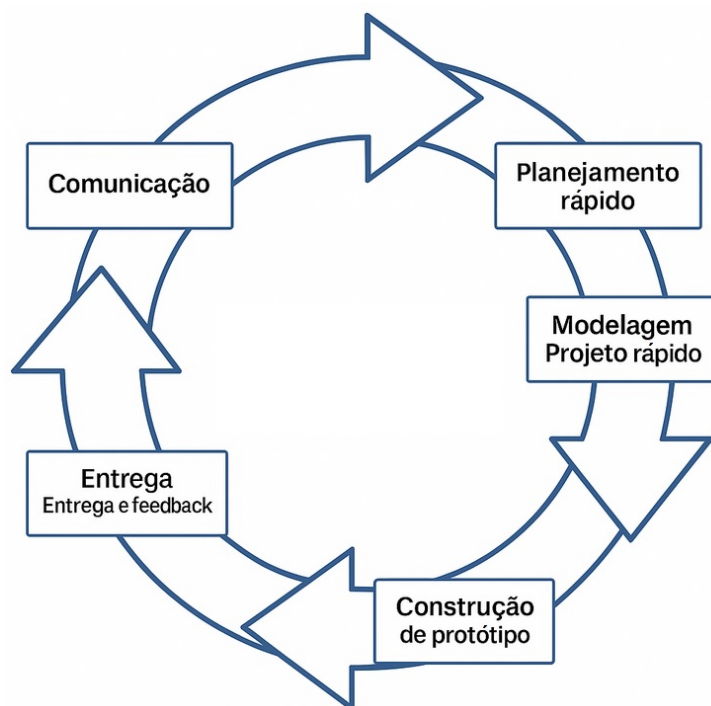 Comunicação
Planejamento
rápido
Modelagem
Projeto rápido
Construção
de protótipo
Entrega
Entrega e feedback